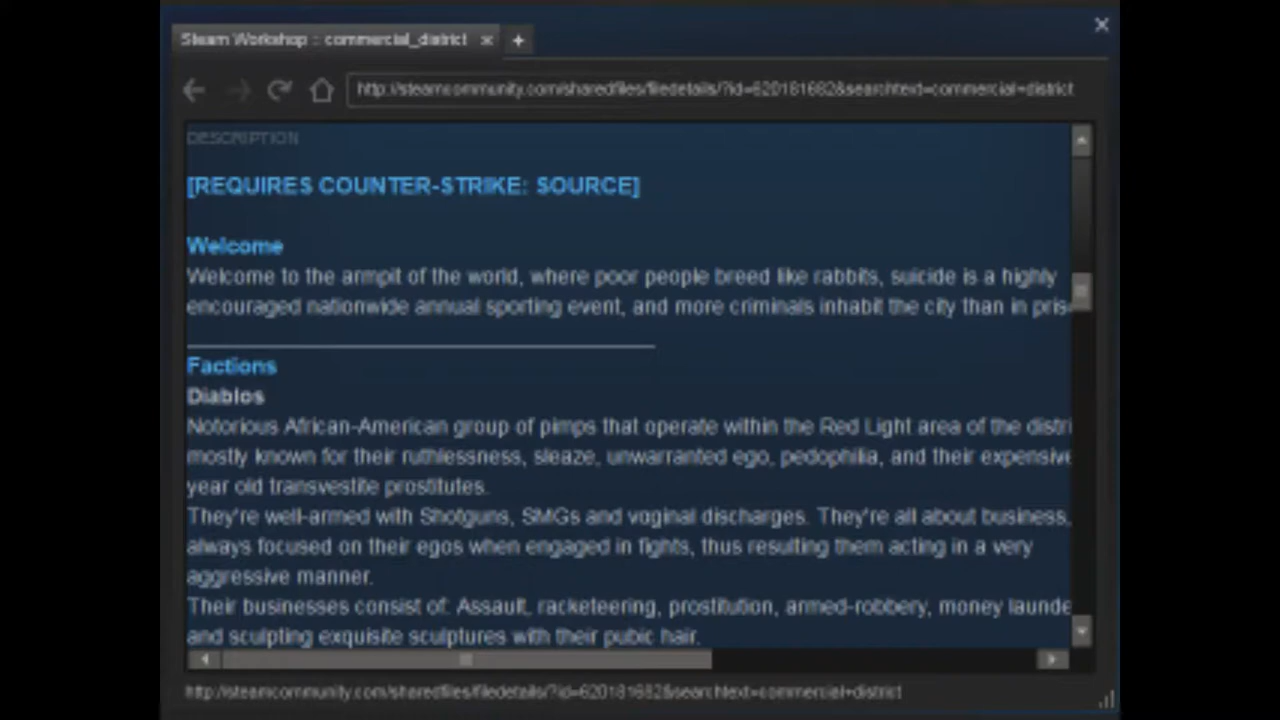 Steam Workshop :: commercial_district
http://steamcommunity.com/sharedfiles/filedetails/?id=620181682&searchtext=commercial+district
DESCRIPTION
[REQUIRES COUNTER-STRIKE: SOURCE]
Welcome
Welcome to the armpit of the world, where poor people breed like rabbits, suicide is a highly
encouraged nationwide annual sporting event, and more criminals inhabit the city than in pris
Factions
Diablos
Notorious African-American group of pimps that operate within the Red Light area of the distri
mostly known for their ruthlessness, sleaze, unwarranted ego, pedophilia, and their expensive
year old transvestite prostitutes.
They're well-armed with Shotguns, SMGs and vaginal discharges. They're all about business,
always focused on their egos when engaged in fights, thus resulting them acting in a very
aggressive manner.
Their businesses consist of: Assault, racketeering, prostitution, armed-robbery, money launde
and sculpting exquisite sculptures with their pubic hair.
http://steamcommunity.com/sharedfiles/filedetails/?id=620181682&searchtext=commercial+district